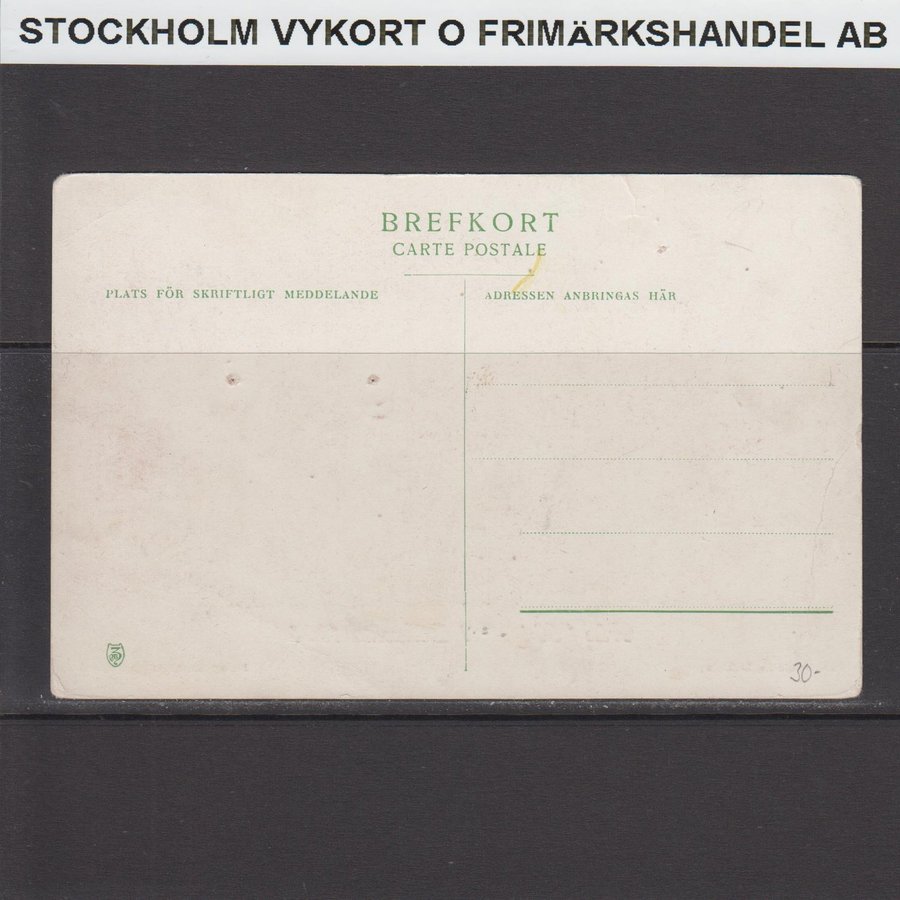 STOCKHOLM VYKORT O FRIMÄRKSHANDEL AB
BREFKORT
CARTE POSTALE
PLATS FÖR SKRIFTLIGT MEDDELANDE
ADRESSEN ANBRINGAS HÄR
30-